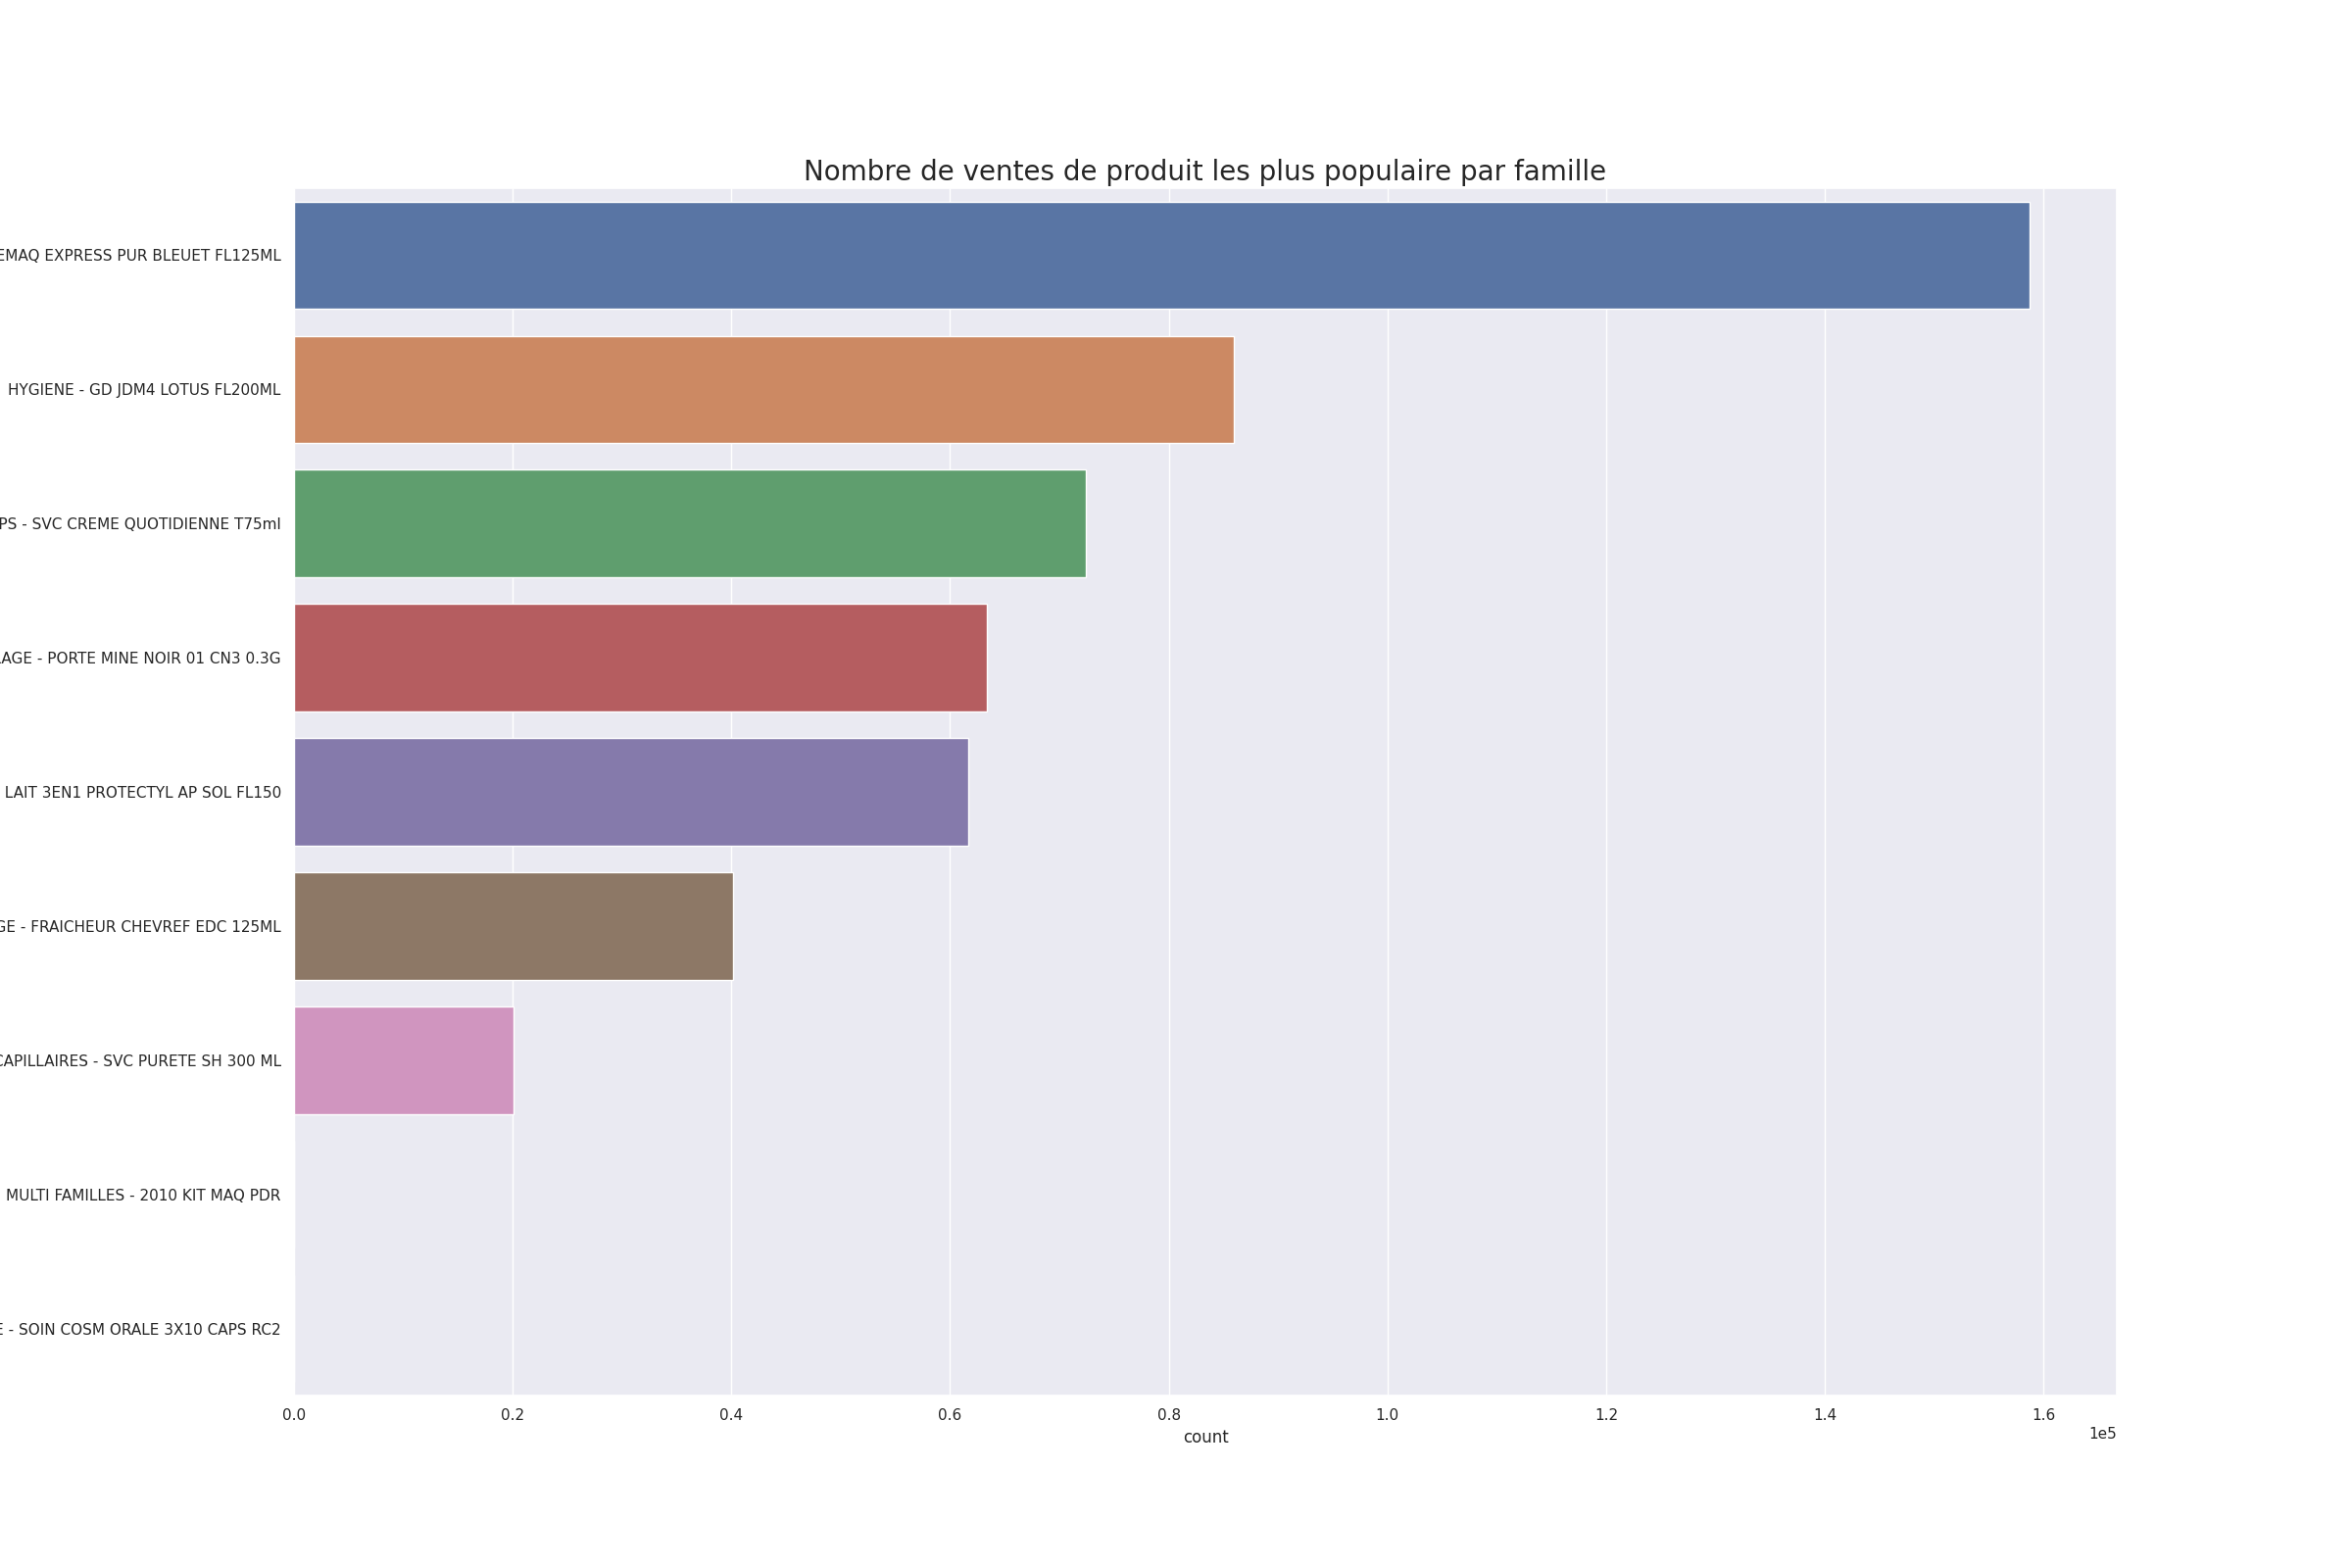 Nombre de ventes de produit les plus populaire par famille
EXPRESS PUR BLEUET FL125ML
HYGIENE - GD JDM4 LOTUS FL200ML
- SVC CREME QUOTIDIENNE T75ml
- PORTE MINE NOIR 01 CN3 0.3G
LAIT 3EN1 PROTECTYL AP SOL FL150
- FRAICHEUR CHEVREF EDC 125ML
CAPILLAIRES - SVC PURETE SH 300 ML
MULTI FAMILLES - 2010 KIT MAQ PDR
- SOIN COSM ORALE 3X10 CAPS RC2
0.0 0.2 0.4 0.6 0.8 1.0 1.2 1.4 1.6
1e5
count